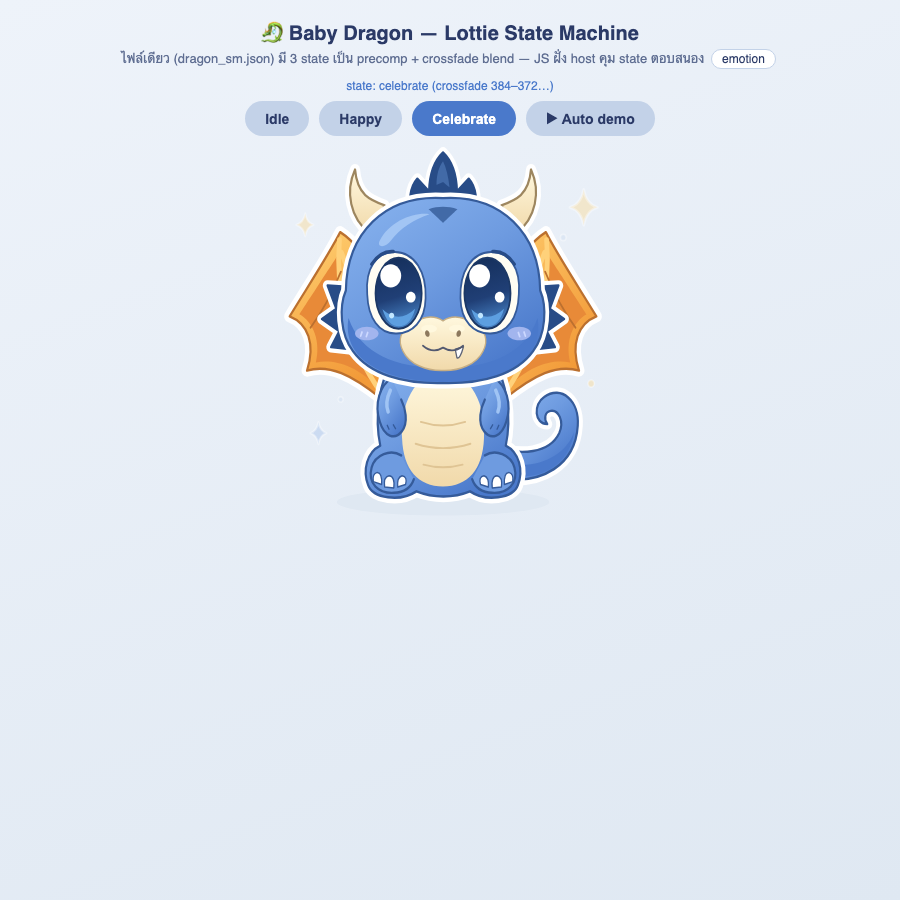 Baby Dragon — Lottie State Machine
ไฟล์เดียว (dragon_sm.json) มี 3 state เป็น precomp + crossfade blend — JS ฝั่ง host คุม state ตอบสนอง emotion
state: celebrate (crossfade 384–372…)
Idle Happy Celebrate ▶ Auto demo